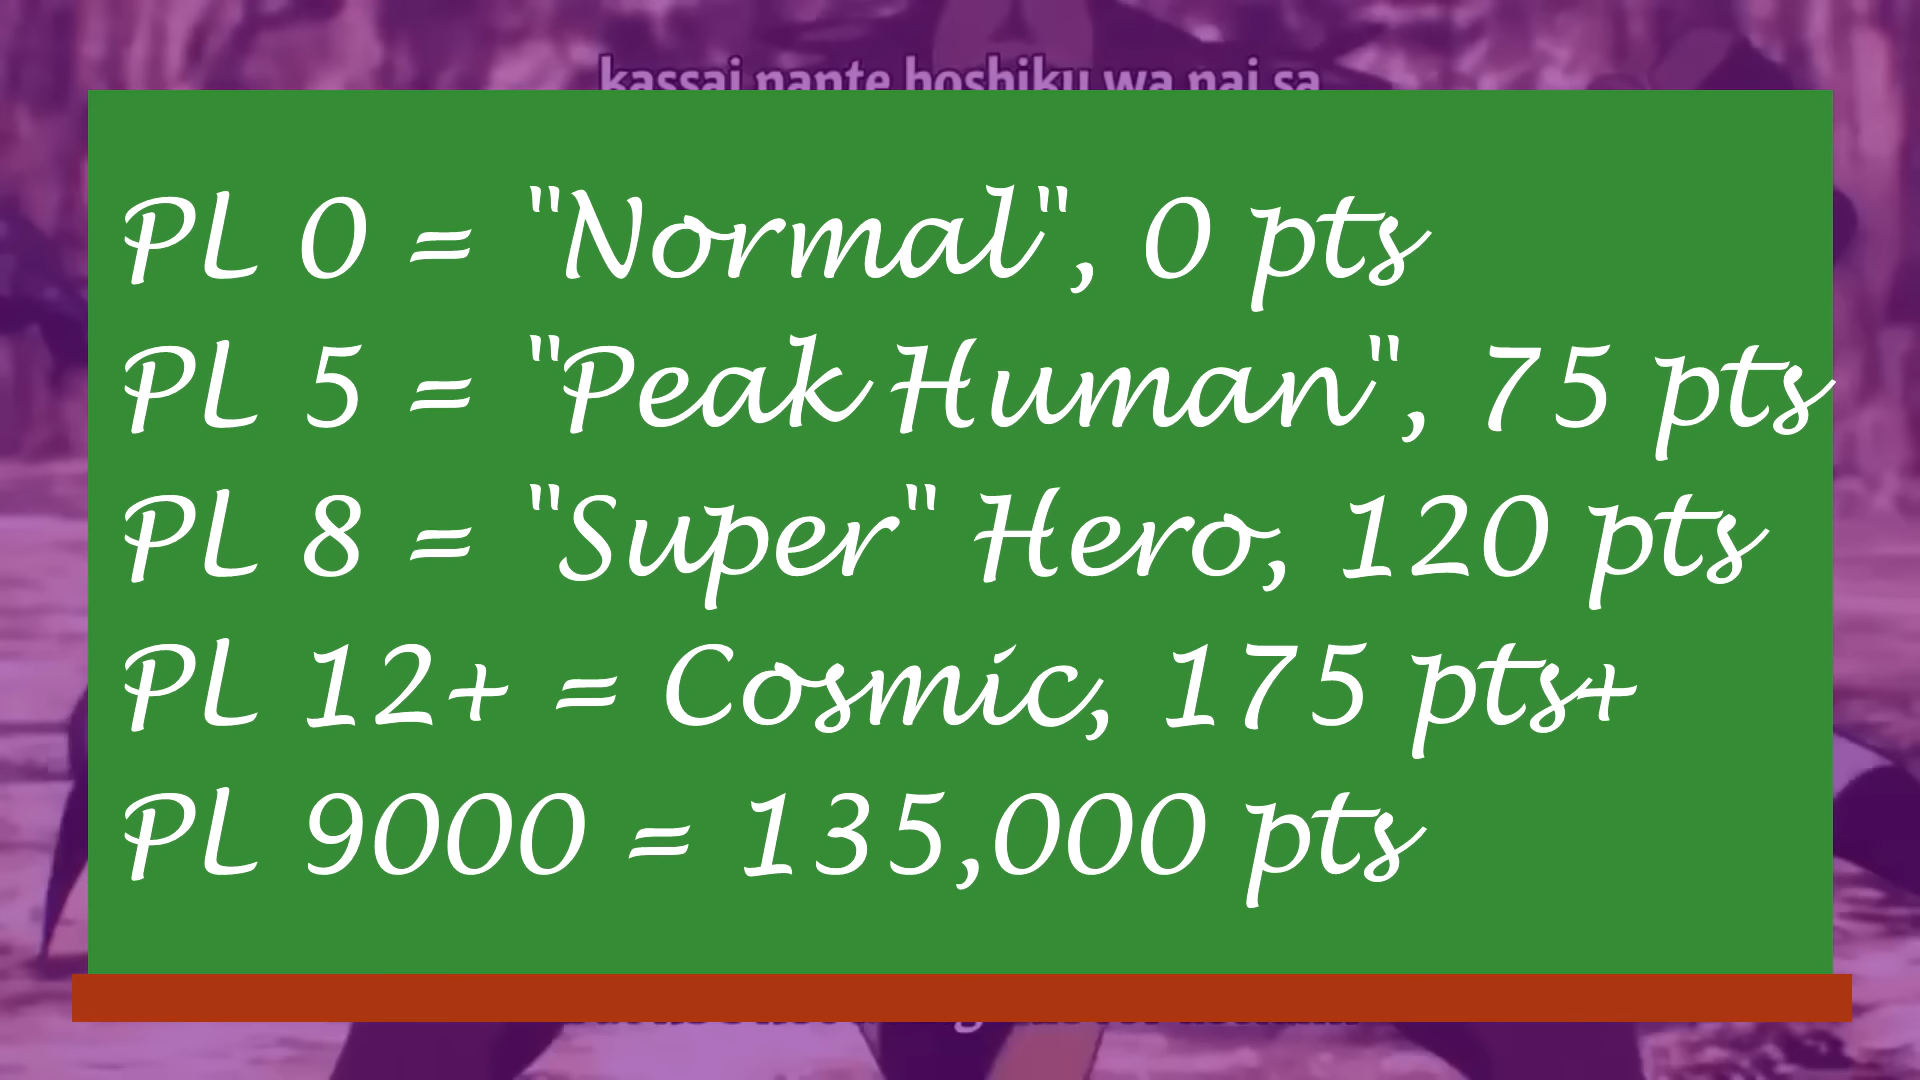 kassai nante hoshiku wa nai sa
PL 0 = "Normal", 0 pts
PL 5 = "Peak Human", 75 pts
PL 8 = "Super" Hero, 120 pts
PL 12+ = Cosmic, 175 pts+
PL 9000 = 135,000 pts